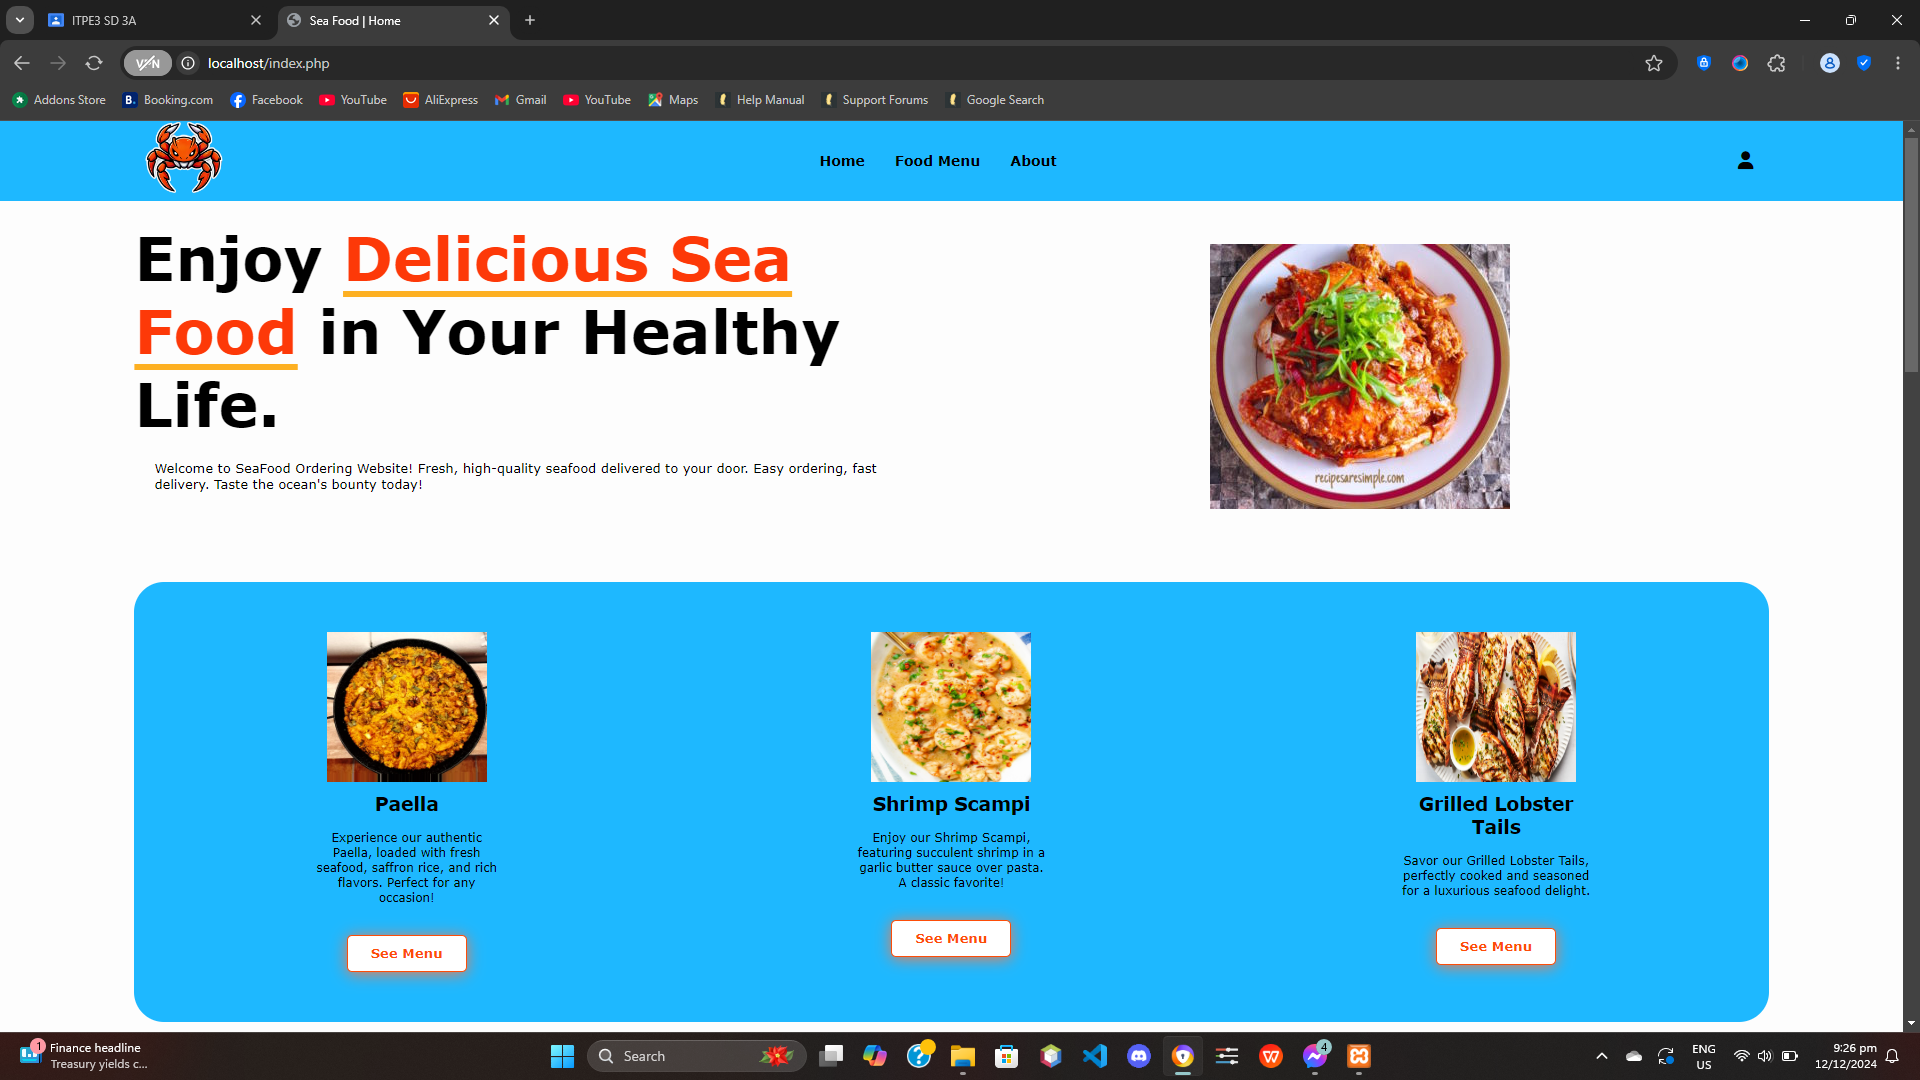 ITPE3 SD 3A
Sea Food | Home
VPN
localhost/index.php
Addons Store
Booking.com
Facebook
YouTube
AliExpress
Gmail
YouTube
Maps
Help Manual
Support Forums
Google Search
Home
Food Menu
About
Enjoy Delicious Sea
Food in Your Healthy
Life.
Welcome to SeaFood Ordering Website! Fresh, high-quality seafood delivered to your door. Easy ordering, fast
delivery. Taste the ocean's bounty today!
recipesaresimple.com
Paella
Experience our authentic
Paella, loaded with fresh
seafood, saffron rice, and rich
flavors. Perfect for any
occasion!
See Menu
Shrimp Scampi
Enjoy our Shrimp Scampi,
featuring succulent shrimp in a
garlic butter sauce over pasta.
A classic favorite!
See Menu
Grilled Lobster
Tails
Savor our Grilled Lobster Tails,
perfectly cooked and seasoned
for a luxurious seafood delight.
See Menu
1
Finance headline
Treasury yields c...
Search
4
ENG
US
9:26 pm
12/12/2024